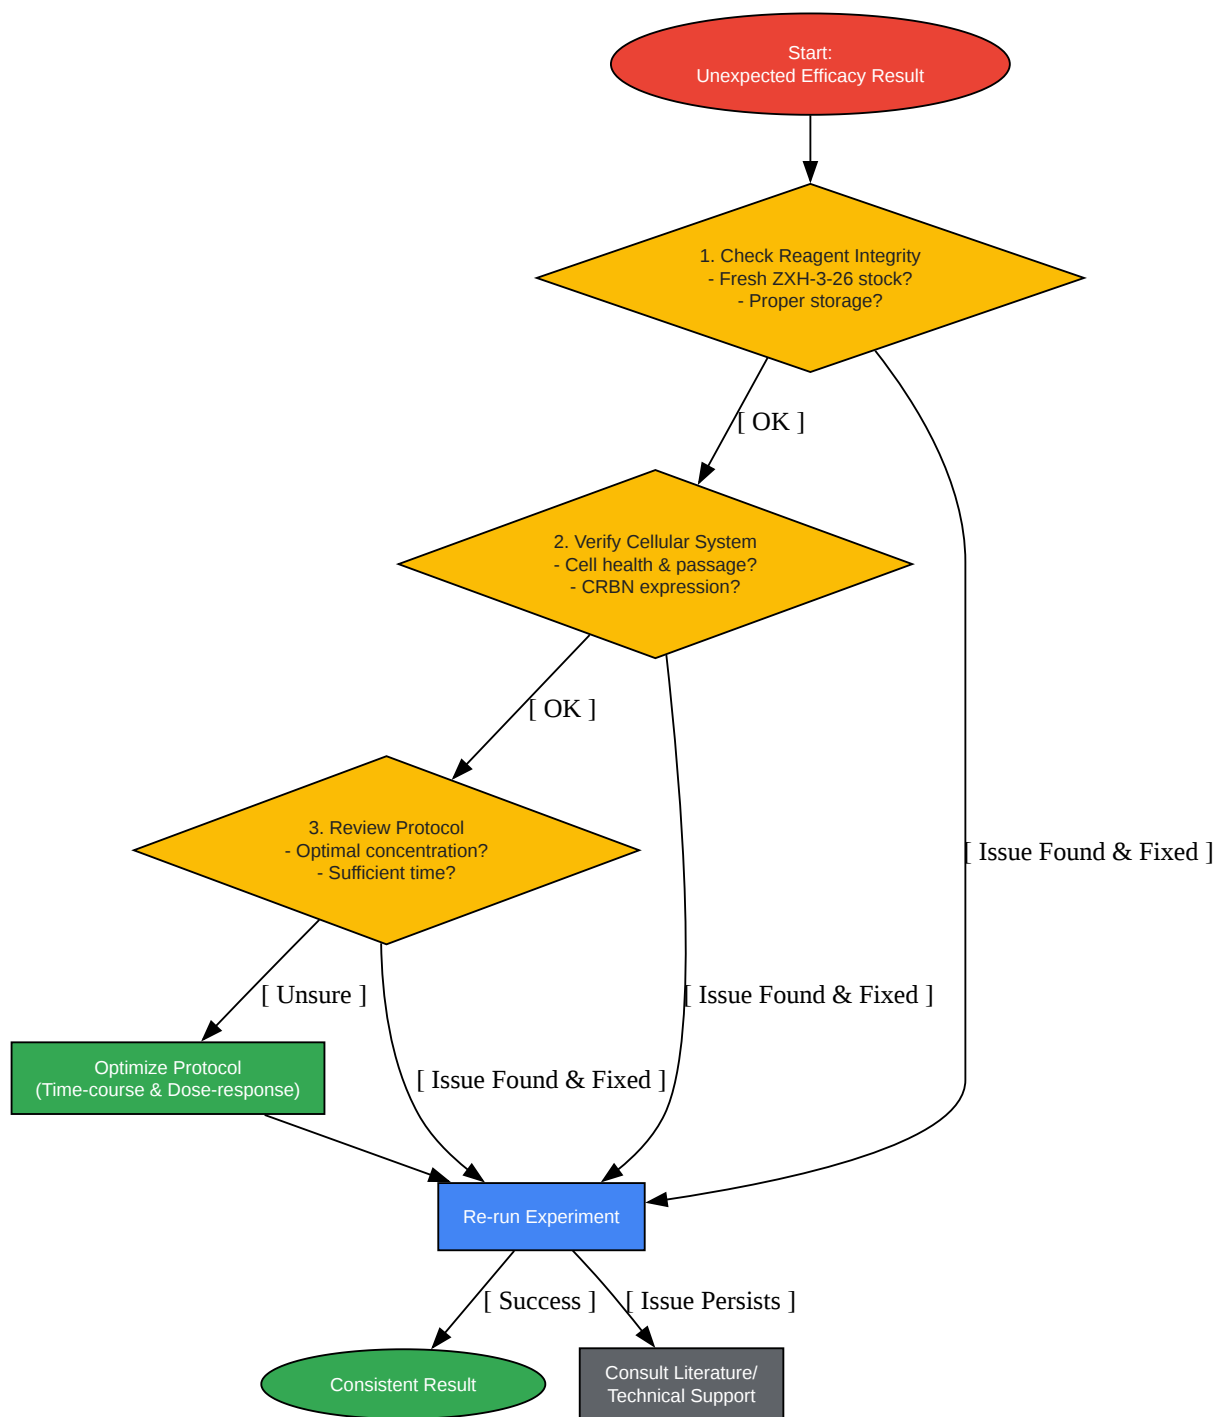 Start:
Unexpected Efficacy Result
1. Check Reagent Integrity
- Fresh ZXH-3-26 stock?
- Proper storage?
[ OK ]
2. Verify Cellular System
- Cell health & passage?
- CRBN expression?
[ OK ]
3. Review Protocol
- Optimal concentration?
- Sufficient time?
[ Issue Found & Fixed ]
[ Unsure ]
[ Issue Found & Fixed ]
Optimize Protocol
(Time-course & Dose-response)
[ Issue Found & Fixed ]
Re-run Experiment
[ Success ]
[ Issue Persists ]
Consistent Result
Consult Literature/
Technical Support